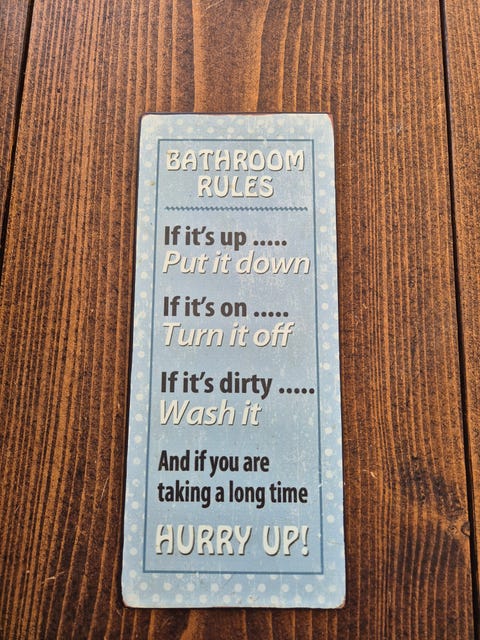 BATHROOM
RULES
If it's up .....
Put it down
If it's on .....
Turn it off
If it's dirty .....
Wash it
And if you are
taking a long time
HURRY UP!